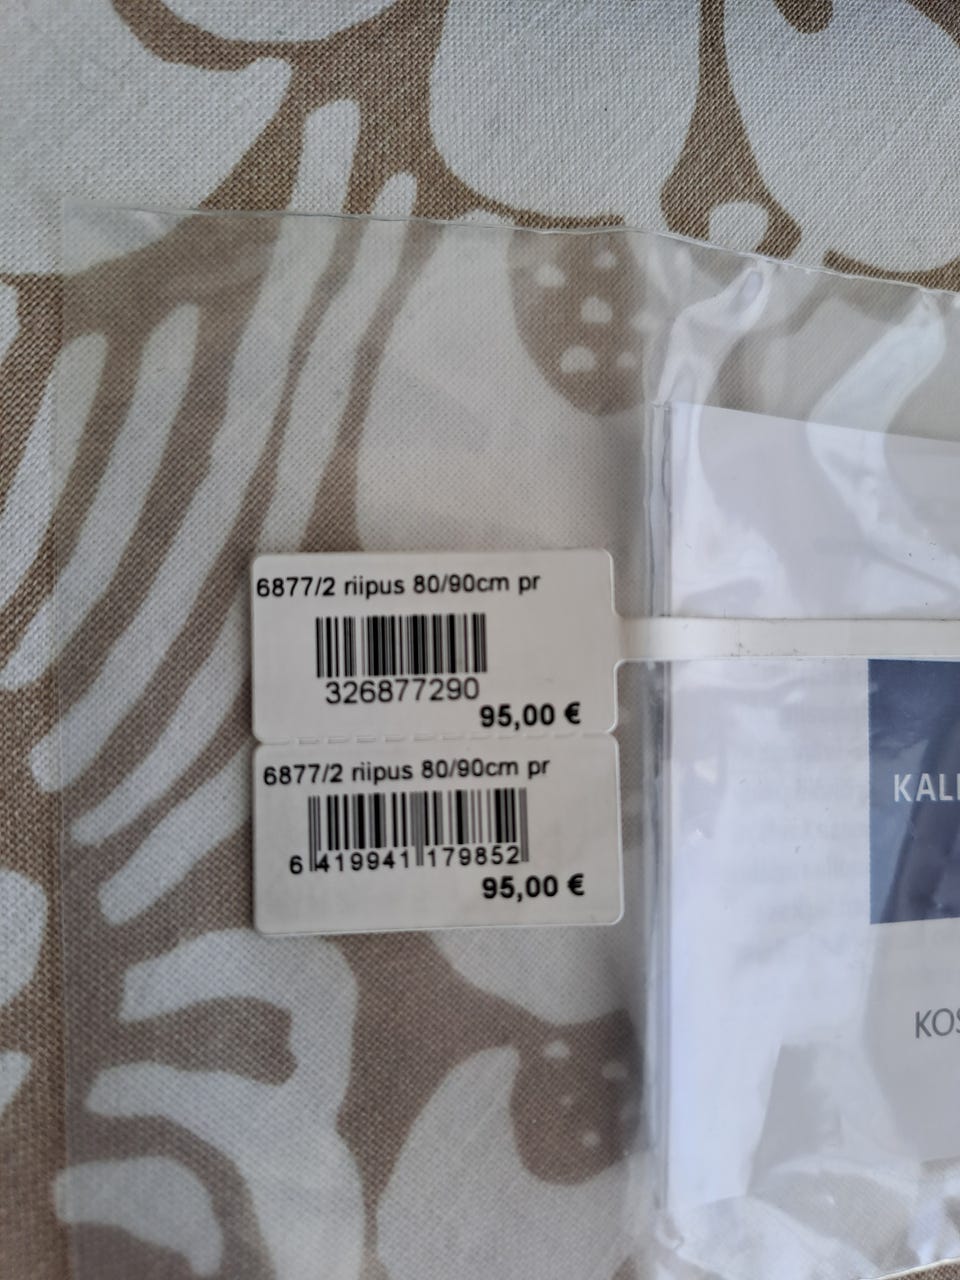 6877/2 riipus 80/90cm pr
326877290
95,00 €
6877/2 riipus 80/90cm pr
6 419941 179852
95,00 €